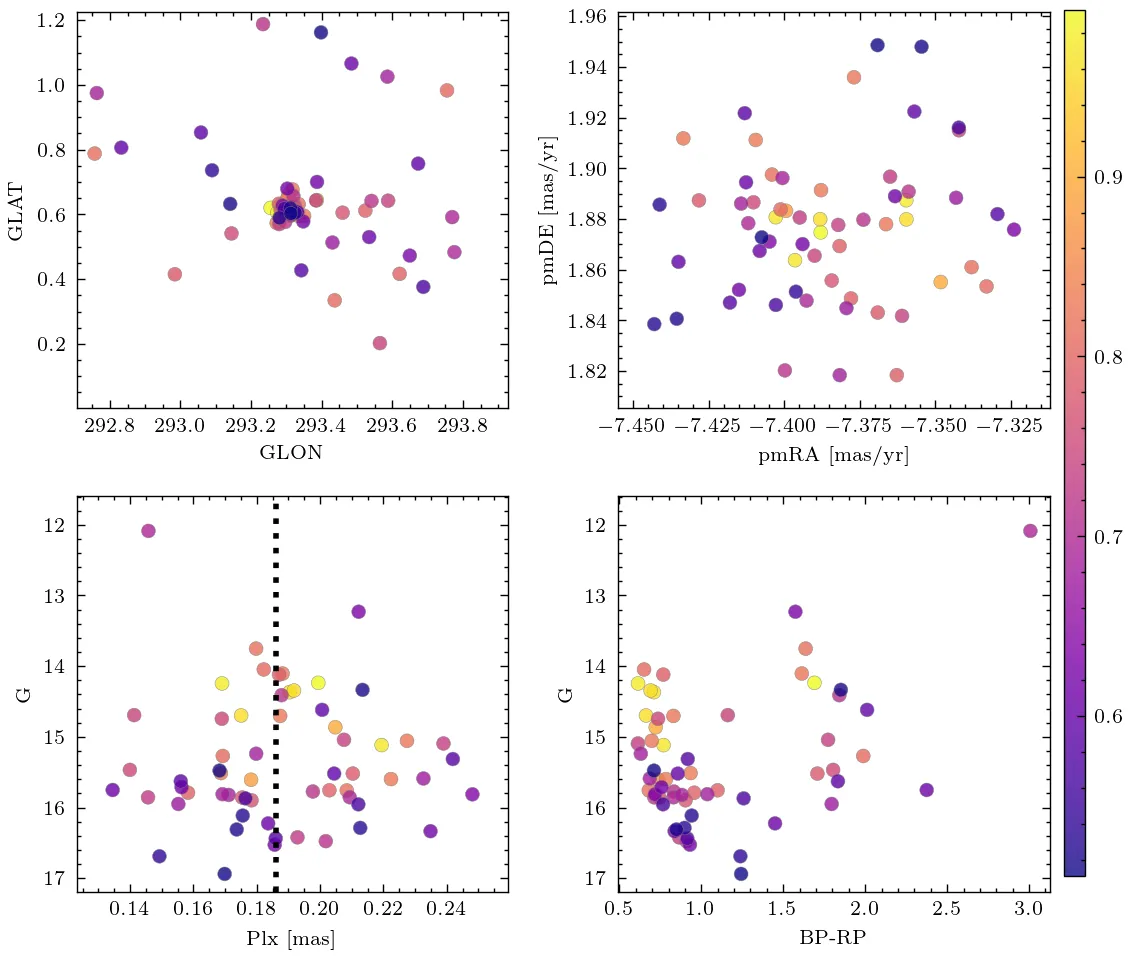 1.2
1.0
0.8
0.6
0.4
0.2
GLAT
292.8 293.0 293.2 293.4 293.6 293.8
GLON
1.96
1.94
1.92
1.90
1.88
1.86
1.84
1.82
pmDE [mas/yr]
−7.450 −7.425 −7.400 −7.375 −7.350 −7.325
pmRA [mas/yr]
0.9
0.8
0.7
0.6
12
13
14
15
16
17
G
0.14 0.16 0.18 0.20 0.22 0.24
Plx [mas]
12
13
14
15
16
17
G
0.5 1.0 1.5 2.0 2.5 3.0
BP-RP